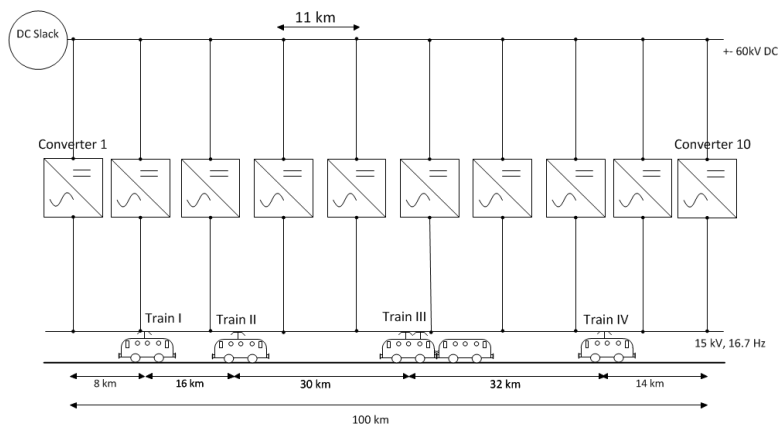 11 km
DC Slack
+- 60kV DC
Converter 1
Converter 10
Train I
Train II
Train III
Train IV
15 kV, 16.7 Hz
8 km
16 km
30 km
32 km
14 km
100 km